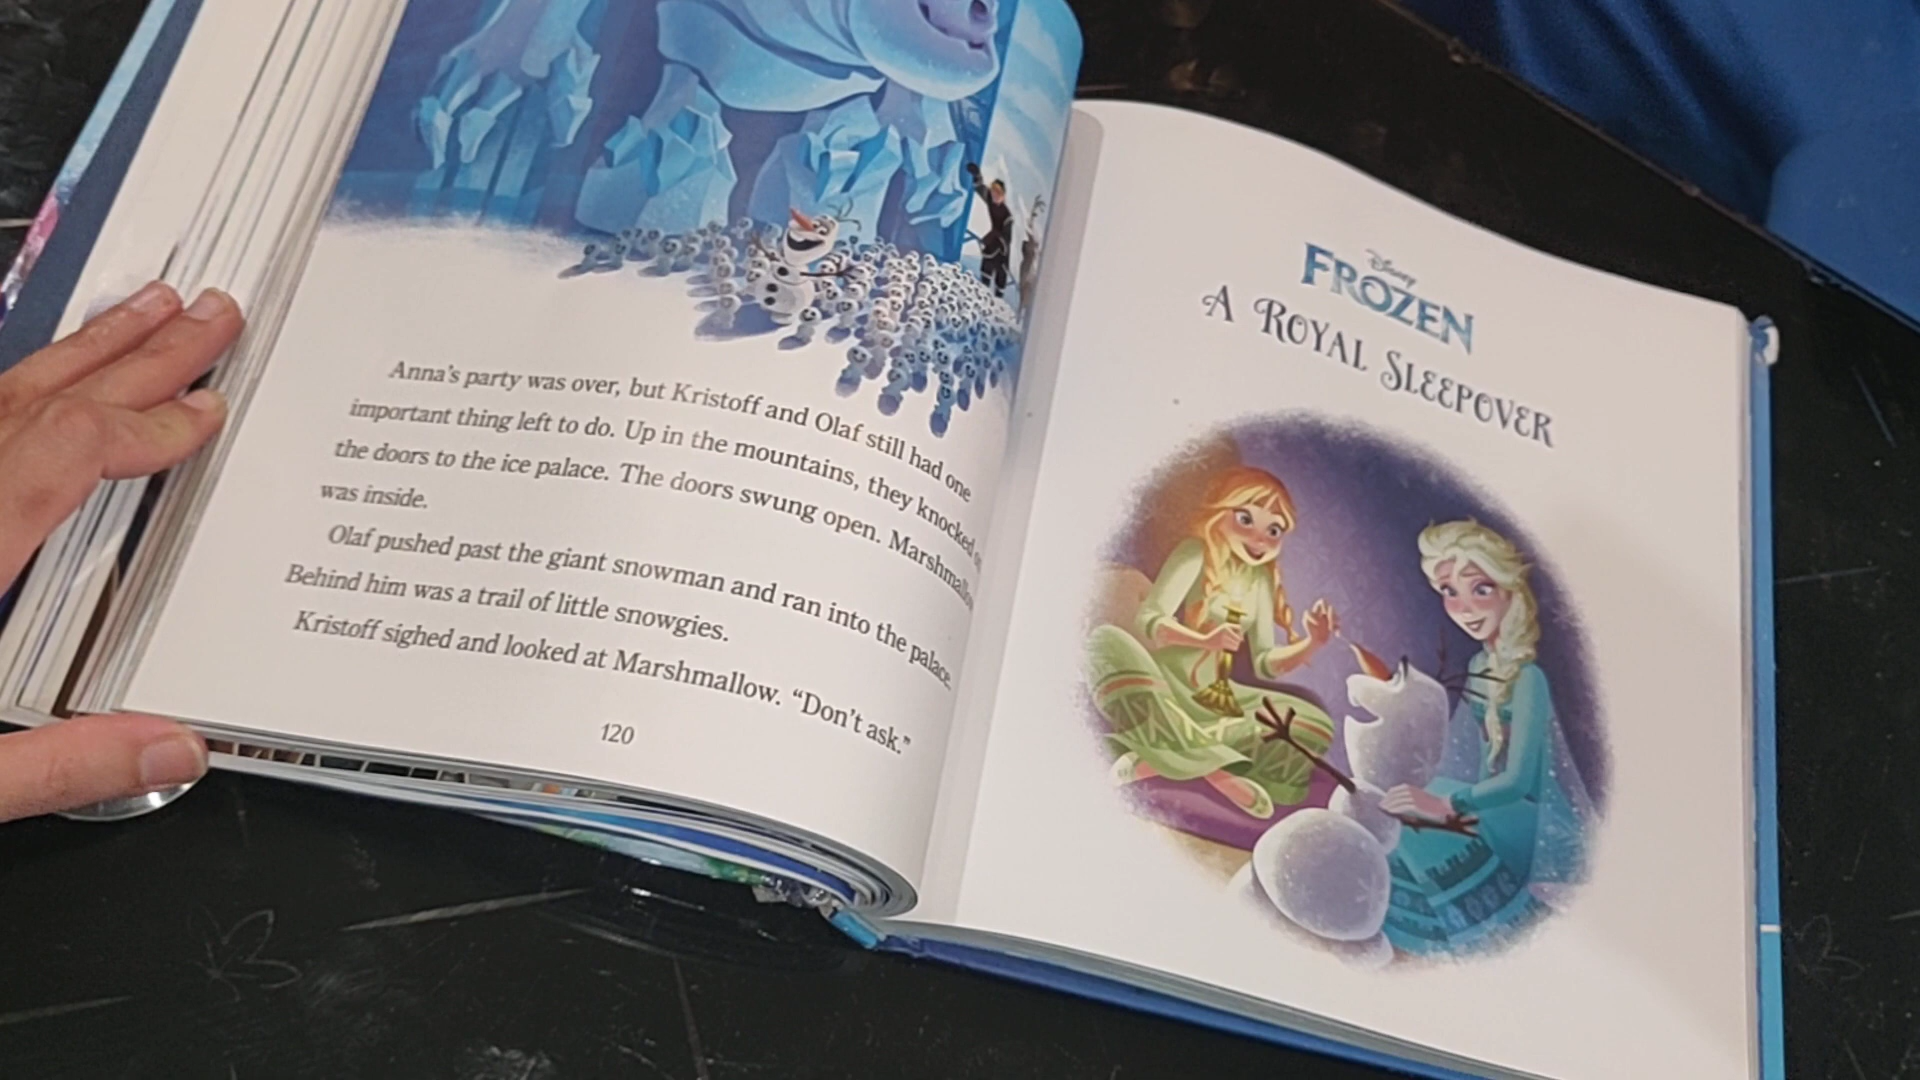 Anna's party was over, but Kristoff and Olaf still had one
important thing left to do. Up in the mountains, they knocked
the doors to the ice palace. The doors swung open. Marshmallow
was inside.
Olaf pushed past the giant snowman and ran into the palace.
Behind him was a trail of little snowgies.
Kristoff sighed and looked at Marshmallow. “Don't ask.”
120
Disney
FROZEN
A ROYAL SLEEPOVER